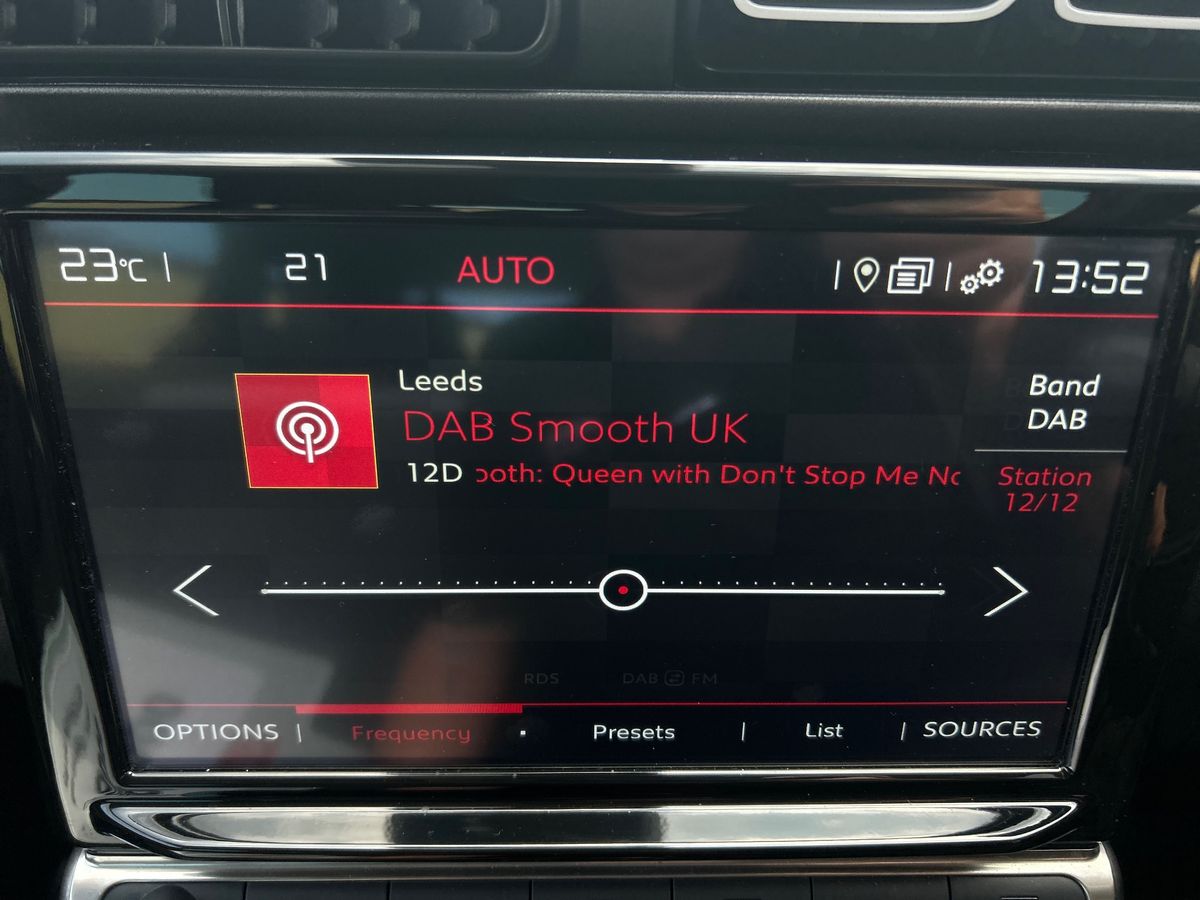 23°C | 21 AUTO | | 13:52
Leeds
DAB Smooth UK
12D ooth: Queen with Don't Stop Me No
Band
DAB
Station
12/12
RDS DAB FM
OPTIONS | Frequency · Presets | List | SOURCES